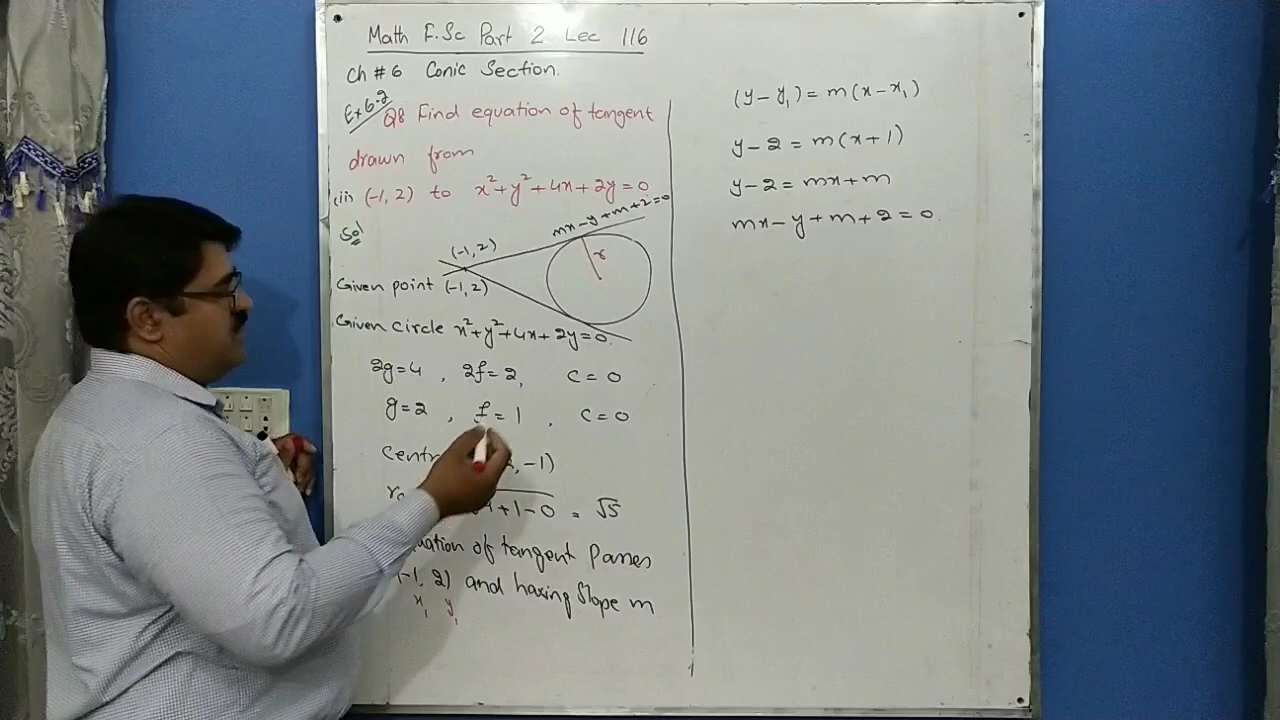 Math F.Sc Part 2 Lec 116
Ch # 6 Conic Section.
Ex 6.2
Q8 Find equation of tangent
drawn from
(ii) (-1, 2) to x²+y²+4x+2y=0
Sol
mx-y+m+2=0
(-1, 2)
r
Given point (-1, 2)
Given circle x²+y²+4x+2y=0.
2g=4 , 2f=2, c=0
g=2 , f=1 , c=0
, -1)
+1-0 = √5
of tangent Passes
(-1, 2) and having slope m
x₁ y₁
(y-y₁) = m(x-x₁)
y-2 = m(x+1)
y-2 = mx+m
mx-y+m+2=0.